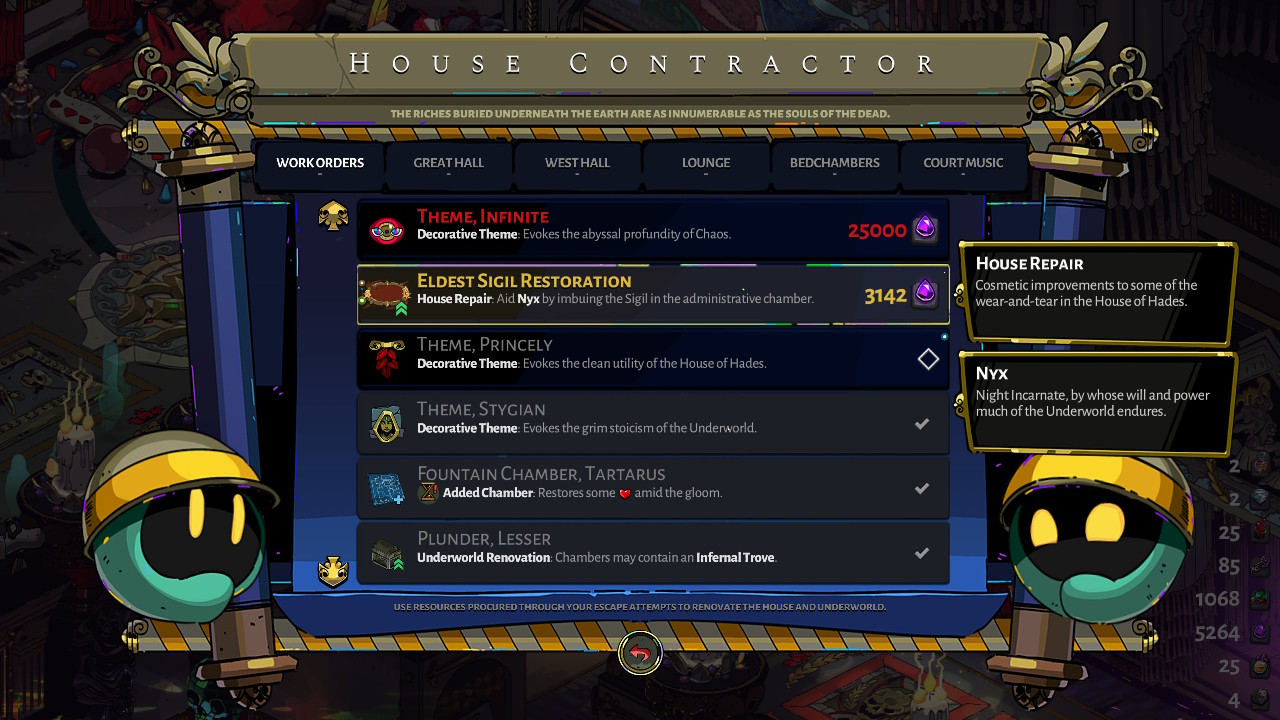 House Contractor
THE RICHES BURIED UNDERNEATH THE EARTH ARE AS INNUMERABLE AS THE SOULS OF THE DEAD.
WORK ORDERS
GREAT HALL
WEST HALL
LOUNGE
BEDCHAMBERS
COURT MUSIC
Theme, Infinite
Decorative Theme: Evokes the abyssal profundity of Chaos.
25000
Eldest Sigil Restoration
House Repair: Aid Nyx by imbuing the Sigil in the administrative chamber.
3142
Theme, Princely
Decorative Theme: Evokes the clean utility of the House of Hades.
Theme, Stygian
Decorative Theme: Evokes the grim stoicism of the Underworld.
Fountain Chamber, Tartarus
Added Chamber: Restores some amid the gloom.
Plunder, Lesser
Underworld Renovation: Chambers may contain an Infernal Trove.
House Repair
Cosmetic improvements to some of the
wear-and-tear in the House of Hades.
Nyx
Night Incarnate, by whose will and power
much of the Underworld endures.
2
2
25
85
1068
5264
25
4
USE RESOURCES PROCURED THROUGH YOUR ESCAPE ATTEMPTS TO RENOVATE THE HOUSE AND UNDERWORLD.